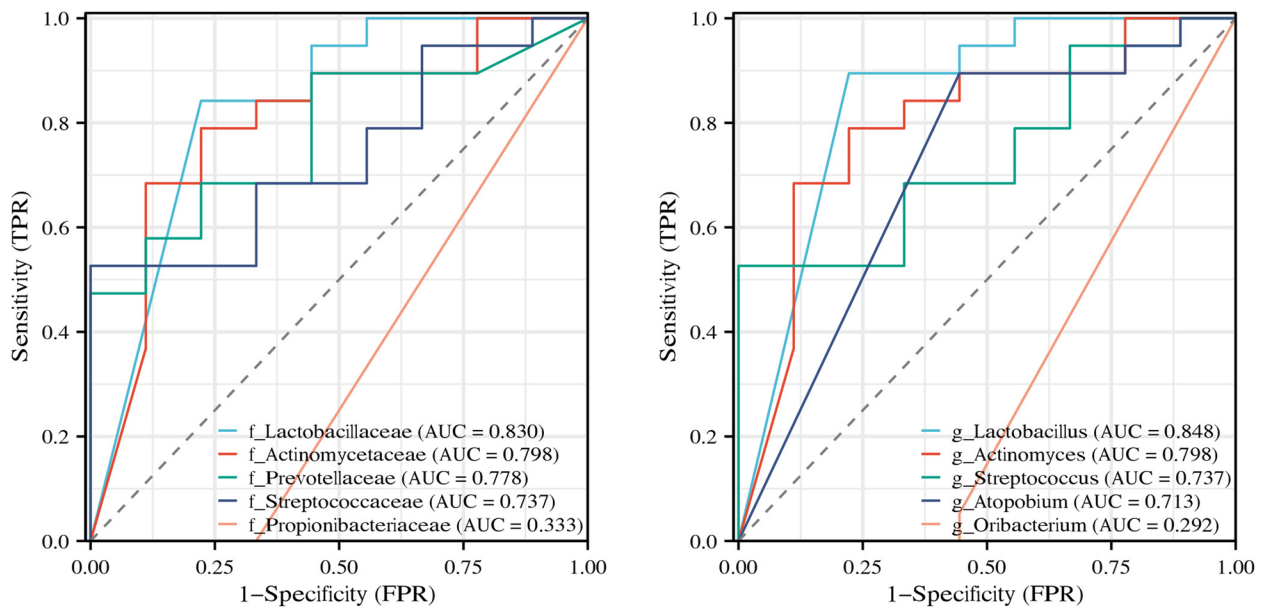 1.0
0.8
0.6
0.4
0.2
0.0
Sensitivity (TPR)
f_Lactobacillaceae (AUC = 0.830)
f_Actinomycetaceae (AUC = 0.798)
f_Prevotellaceae (AUC = 0.778)
f_Streptococcaceae (AUC = 0.737)
f_Propionibacteriaceae (AUC = 0.333)
0.00 0.25 0.50 0.75 1.00
1−Specificity (FPR)
1.0
0.8
0.6
0.4
0.2
0.0
Sensitivity (TPR)
g_Lactobacillus (AUC = 0.848)
g_Actinomyces (AUC = 0.798)
g_Streptococcus (AUC = 0.737)
g_Atopobium (AUC = 0.713)
g_Oribacterium (AUC = 0.292)
0.00 0.25 0.50 0.75 1.00
1−Specificity (FPR)